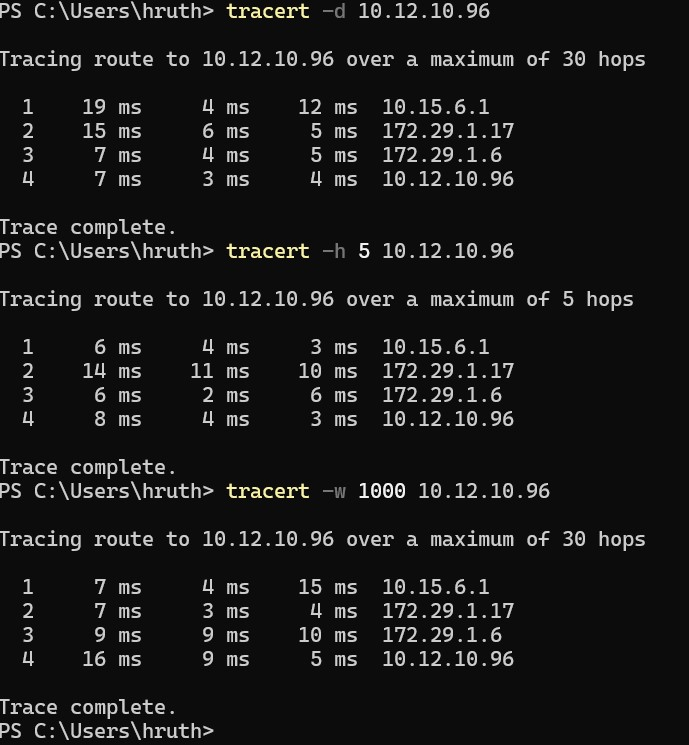 PS C:\Users\hruth> tracert -d 10.12.10.96
Tracing route to 10.12.10.96 over a maximum of 30 hops
1 19 ms 4 ms 12 ms 10.15.6.1
2 15 ms 6 ms 5 ms 172.29.1.17
3 7 ms 4 ms 5 ms 172.29.1.6
4 7 ms 3 ms 4 ms 10.12.10.96
Trace complete.
PS C:\Users\hruth> tracert -h 5 10.12.10.96
Tracing route to 10.12.10.96 over a maximum of 5 hops
1 6 ms 4 ms 3 ms 10.15.6.1
2 14 ms 11 ms 10 ms 172.29.1.17
3 6 ms 2 ms 6 ms 172.29.1.6
4 8 ms 4 ms 3 ms 10.12.10.96
Trace complete.
PS C:\Users\hruth> tracert -w 1000 10.12.10.96
Tracing route to 10.12.10.96 over a maximum of 30 hops
1 7 ms 4 ms 15 ms 10.15.6.1
2 7 ms 3 ms 4 ms 172.29.1.17
3 9 ms 9 ms 10 ms 172.29.1.6
4 16 ms 9 ms 5 ms 10.12.10.96
Trace complete.
PS C:\Users\hruth>